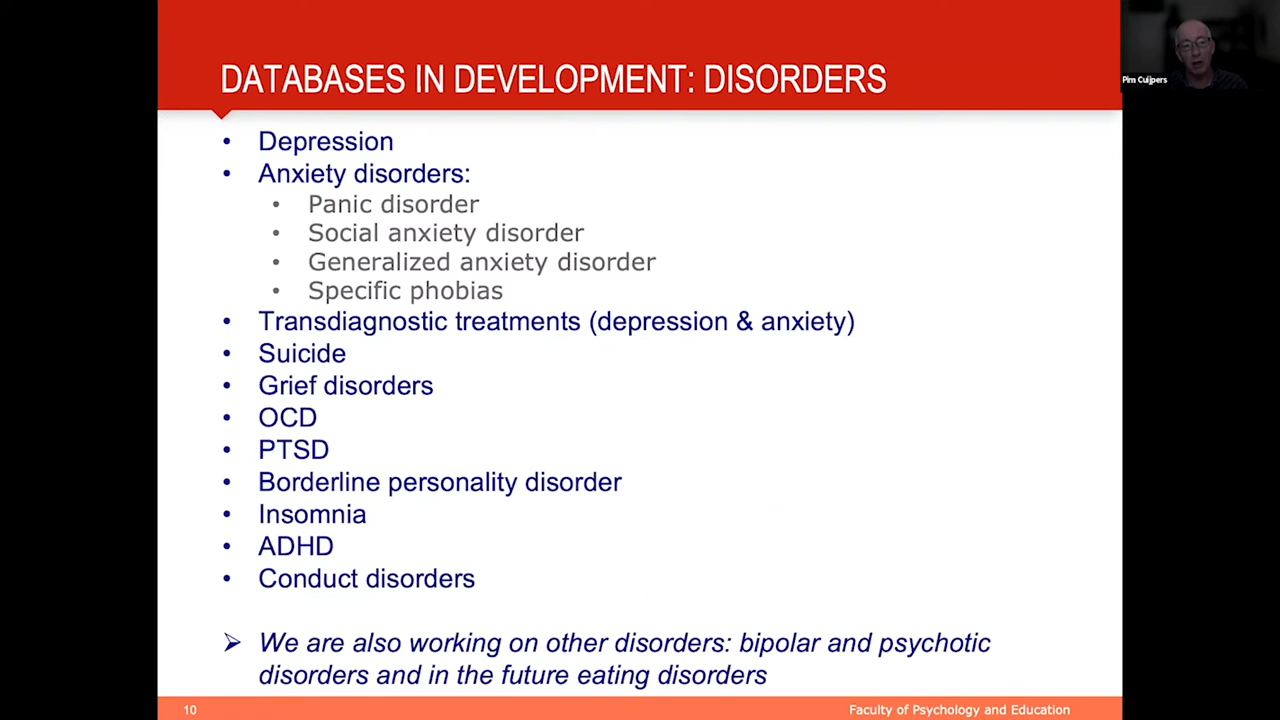 DATABASES IN DEVELOPMENT: DISORDERS
Pim Cuijpers
• Depression
• Anxiety disorders:
• Panic disorder
• Social anxiety disorder
• Generalized anxiety disorder
• Specific phobias
• Transdiagnostic treatments (depression & anxiety)
• Suicide
• Grief disorders
• OCD
• PTSD
• Borderline personality disorder
• Insomnia
• ADHD
• Conduct disorders
➢ We are also working on other disorders: bipolar and psychotic
disorders and in the future eating disorders
10
Faculty of Psychology and Education